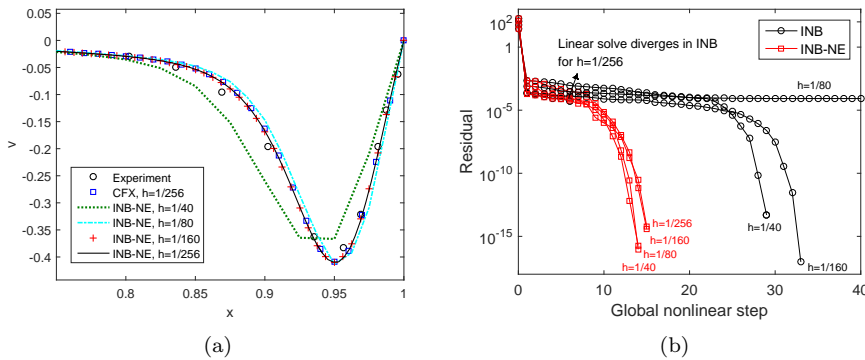 0
-0.05
-0.1
-0.15
-0.2
-0.25
-0.3
-0.35
-0.4
v
Experiment
CFX, h=1/256
INB-NE, h=1/40
INB-NE, h=1/80
INB-NE, h=1/160
INB-NE, h=1/256
0.8 0.85 0.9 0.95 1
x
(a)
10^2
1
10^-5
10^-10
10^-15
Residual
INB
INB-NE
Linear solve diverges in INB
for h=1/256
h=1/80
h=1/256
h=1/160
h=1/80
h=1/40
h=1/40
h=1/160
0 10 20 30 40
Global nonlinear step
(b)